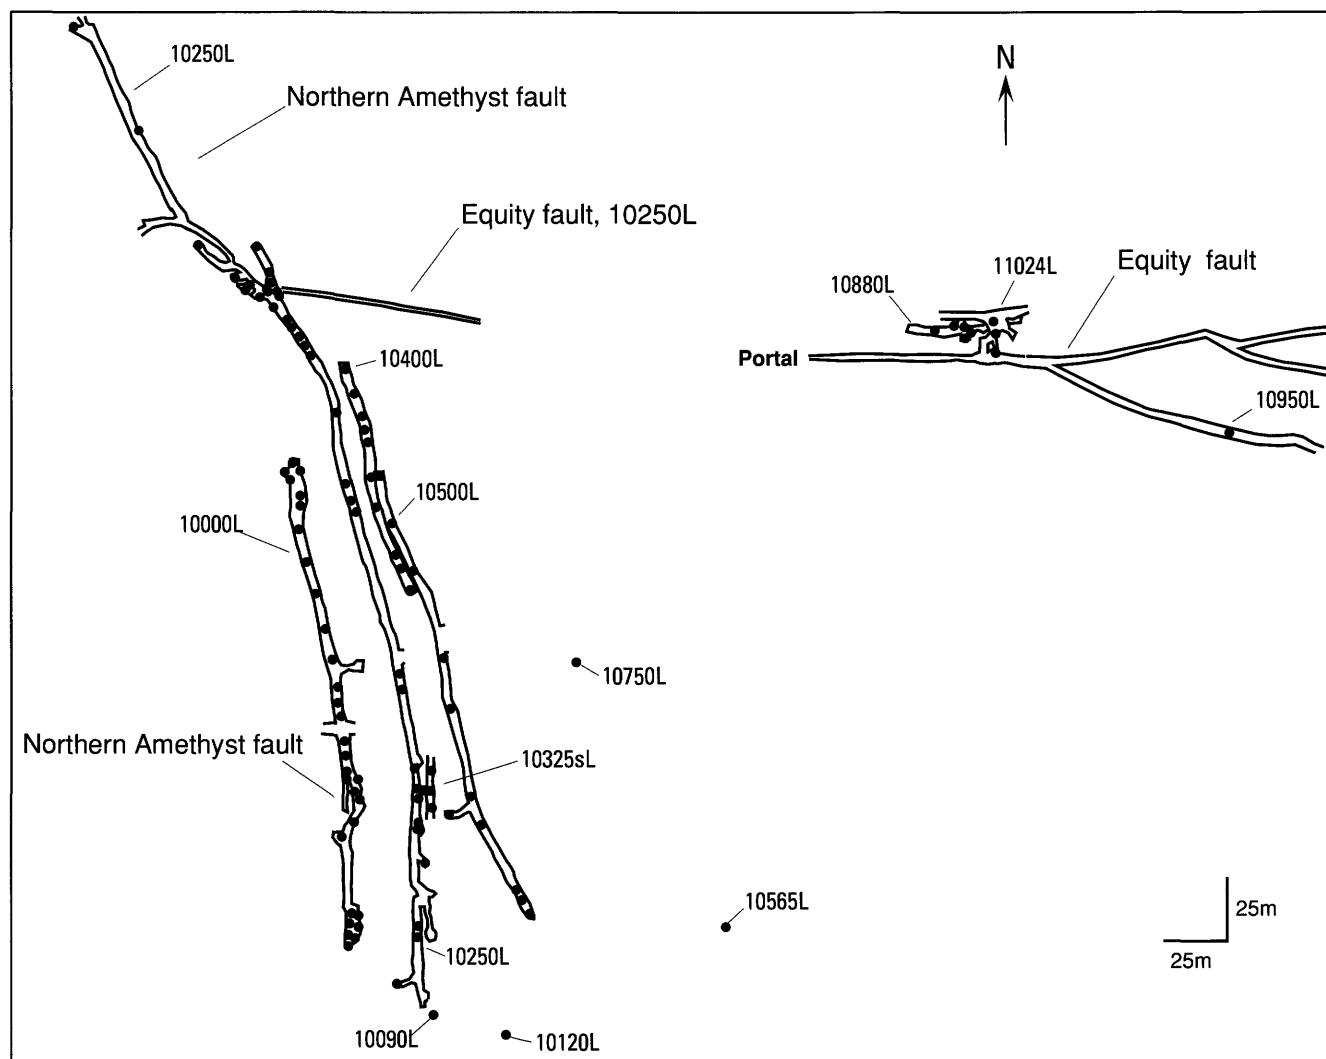 10250L
N
Northern Amethyst fault
Equity fault, 10250L
Equity fault
11024L
10880L
Portal
10400L
10950L
10500L
10000L
10750L
Northern Amethyst fault
10325sL
10565L
25m
10250L
25m
10090L
10120L